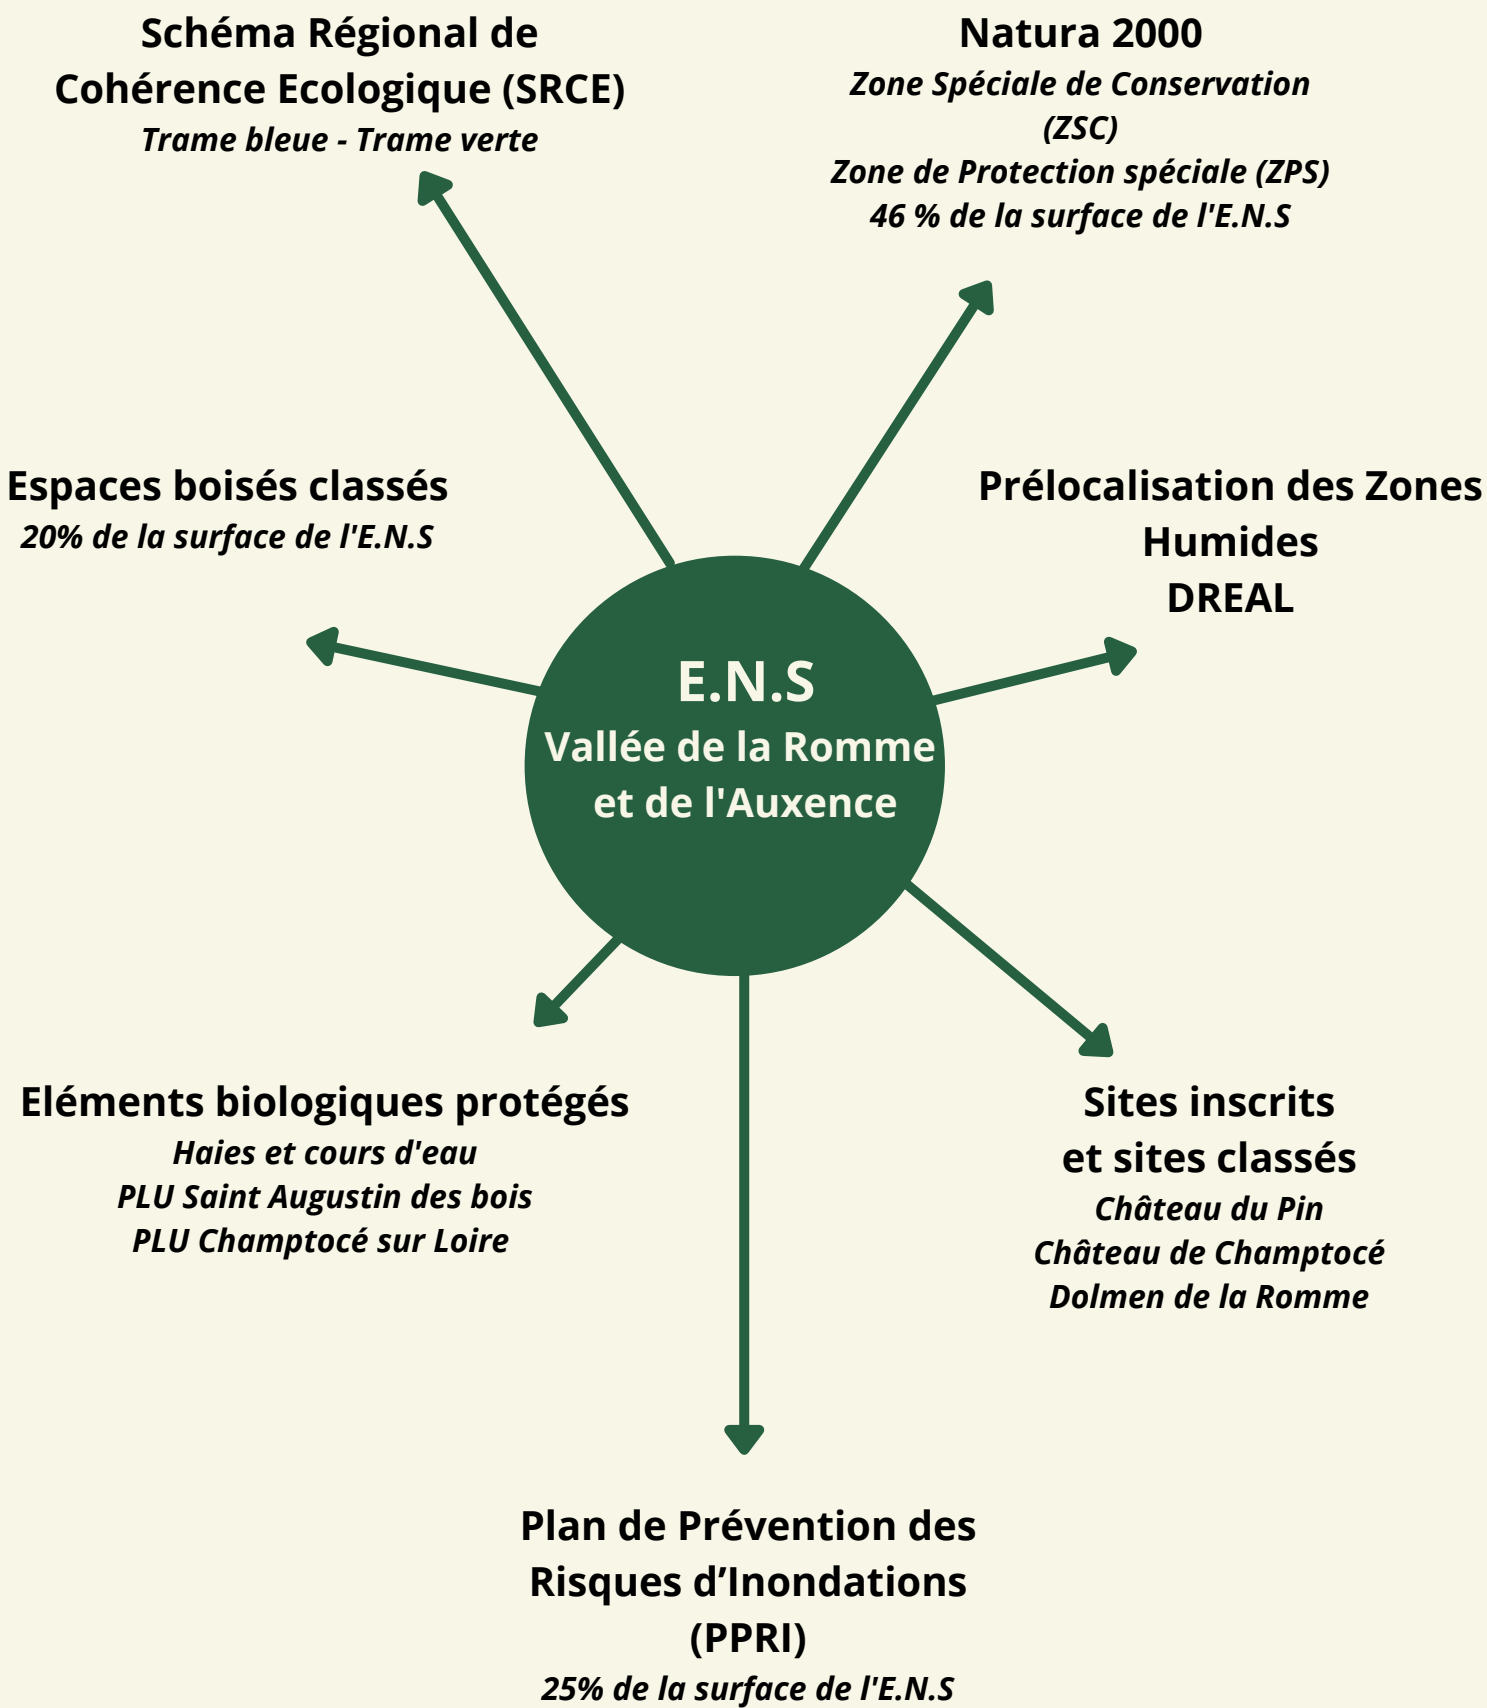 Schéma Régional de
Cohérence Ecologique (SRCE)
Trame bleue - Trame verte
Natura 2000
Zone Spéciale de Conservation
(ZSC)
Zone de Protection spéciale (ZPS)
46 % de la surface de l'E.N.S
Espaces boisés classés
20% de la surface de l'E.N.S
Prélocalisation des Zones
Humides
DREAL
E.N.S
Vallée de la Romme
et de l'Auxence
Eléments biologiques protégés
Haies et cours d'eau
PLU Saint Augustin des bois
PLU Champtocé sur Loire
Sites inscrits
et sites classés
Château du Pin
Château de Champtocé
Dolmen de la Romme
Plan de Prévention des
Risques d’Inondations
(PPRI)
25% de la surface de l'E.N.S